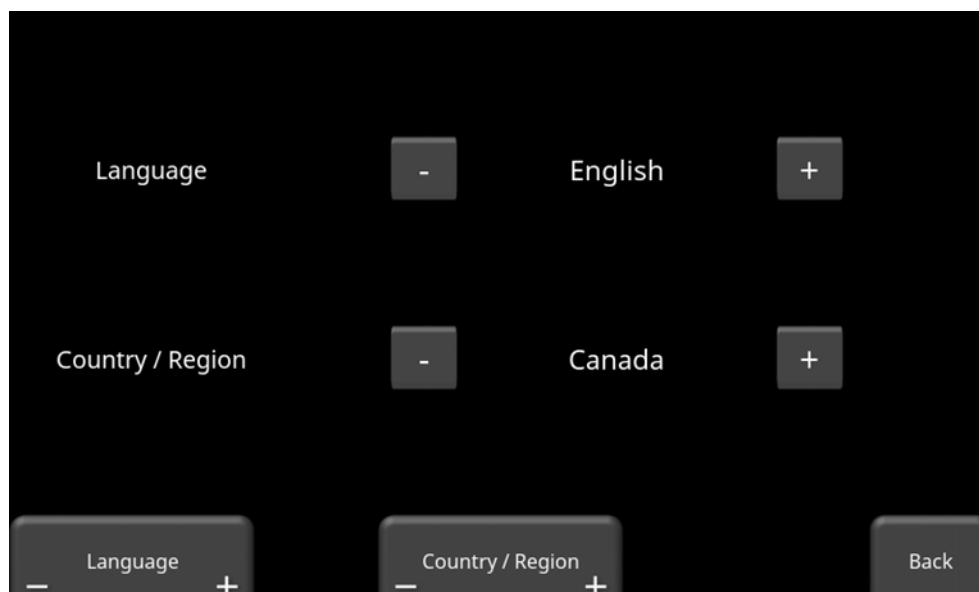 Language - English +
Country / Region - Canada +
Language Country / Region Back
- + - +